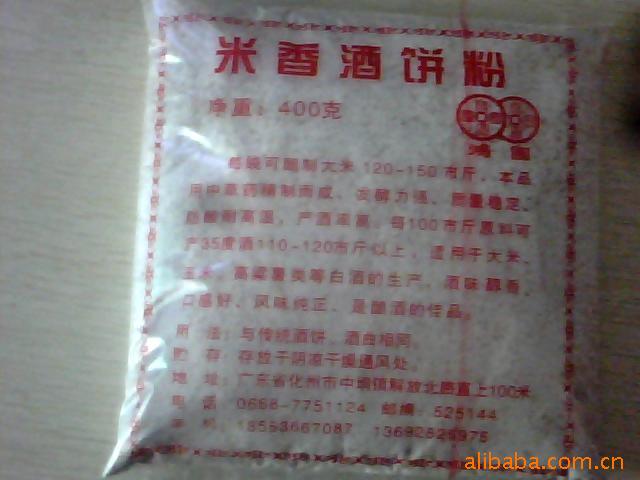 米香酒饼粉
净重：400克
鸿
每晚可酿制大米120-150市斤、本品
用中草药精制而成、发酵力强、质量稳定、
耐酸耐高温，产酒率高、每100市斤原料可
产35度酒110-120市斤以上，适用于大米、
玉米、高粱薯类等白酒的生产，酒味醇香、
口感好、风味纯正、是酿酒的佳品。
用 法：与传统酒饼、酒曲相同。
贮 存：存放于阴凉干燥通风处。
地 址：广东省化州市中垌镇解放北路直上100米
电 话：0668-7751124 邮编：525144
手机：
alibaba.com.cn